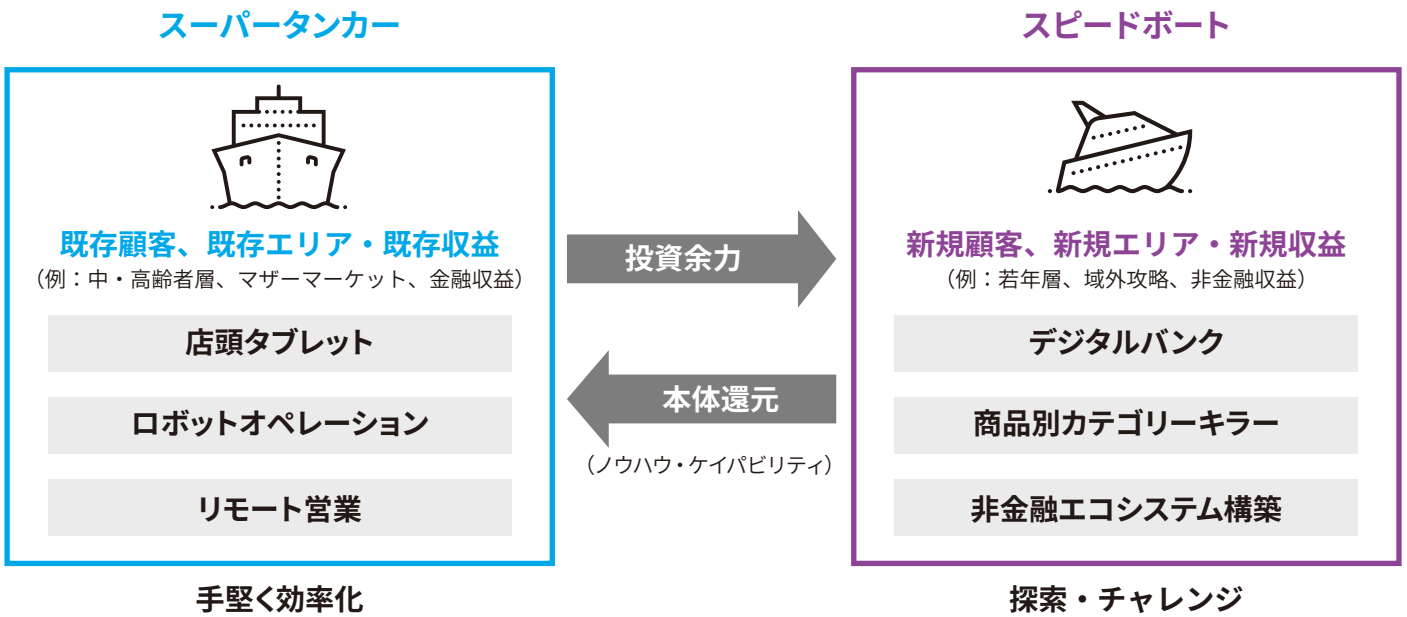 スーパータンカー
既存顧客、既存エリア・既存収益
（例：中・高齢者層、マザーマーケット、金融収益）
店頭タブレット
ロボットオペレーション
リモート営業
手堅く効率化
投資余力
本体還元
（ノウハウ・ケイパビリティ）
スピードボート
新規顧客、新規エリア・新規収益
（例：若年層、域外攻略、非金融収益）
デジタルバンク
商品別カテゴリーキラー
非金融エコシステム構築
探索・チャレンジ